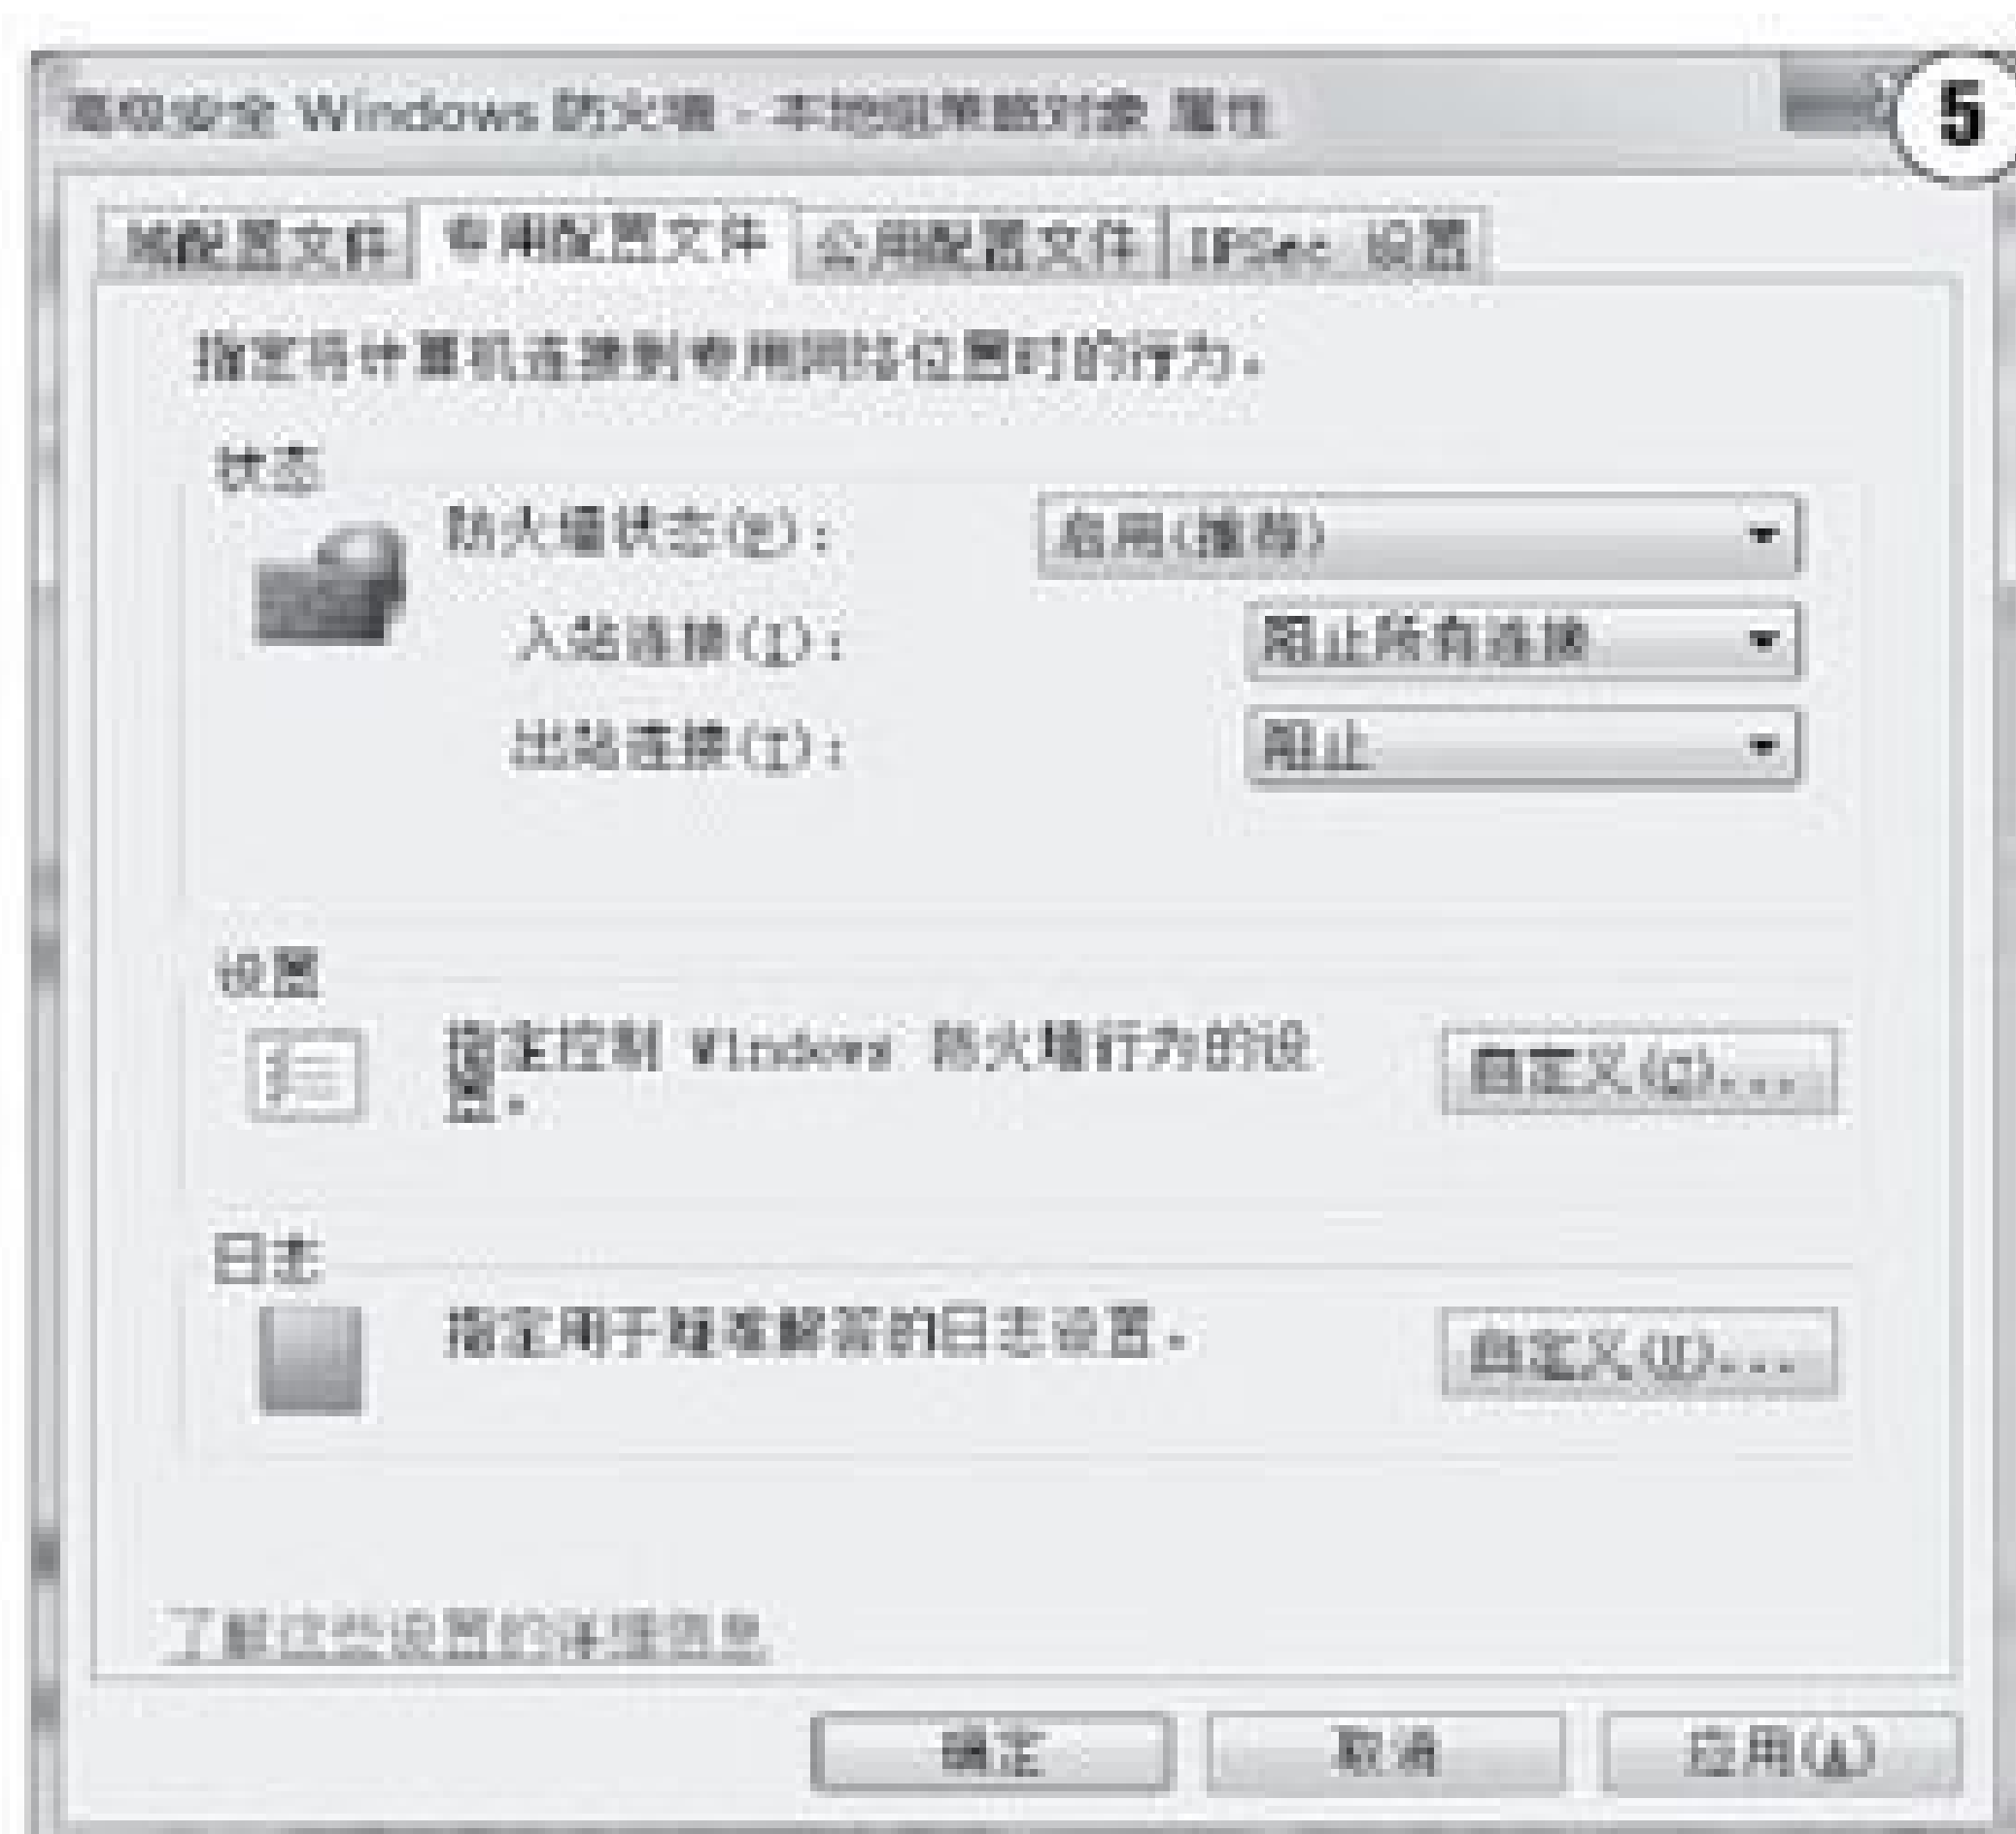 高级安全 Windows 防火墙 - 本地组策略对象 属性
5
域配置文件 专用配置文件 公用配置文件 IPSec 设置
指定将计算机连接到专用网络位置时的行为。
状态
防火墙状态(F): 启用(推荐)
入站连接(I): 阻止所有连接
出站连接(I): 阻止
设置
指定控制 Windows 防火墙行为的设
置。
自定义(C)...
日志
指定用于疑难解答的日志设置。
自定义(U)...
了解这些设置的详细信息
确定 取消 应用(A)